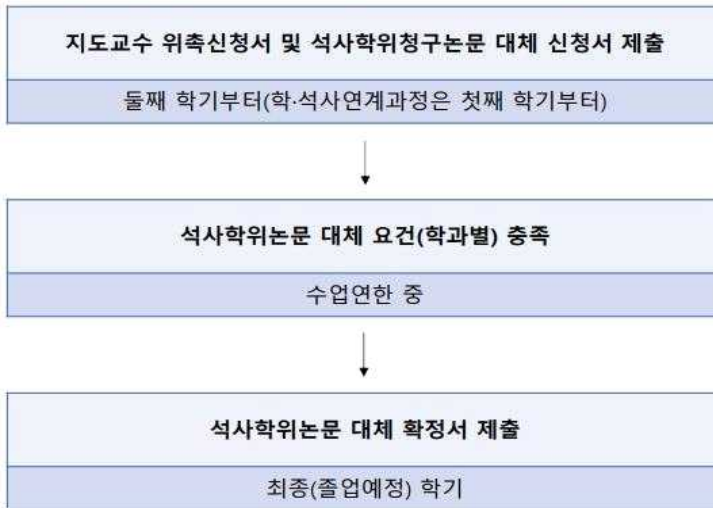 지도교수 위촉신청서 및 석사학위청구논문 대체 신청서 제출
둘째 학기부터(학·석사연계과정은 첫째 학기부터)
석사학위논문 대체 요건(학과별) 충족
수업연한 중
석사학위논문 대체 확정서 제출
최종(졸업예정) 학기